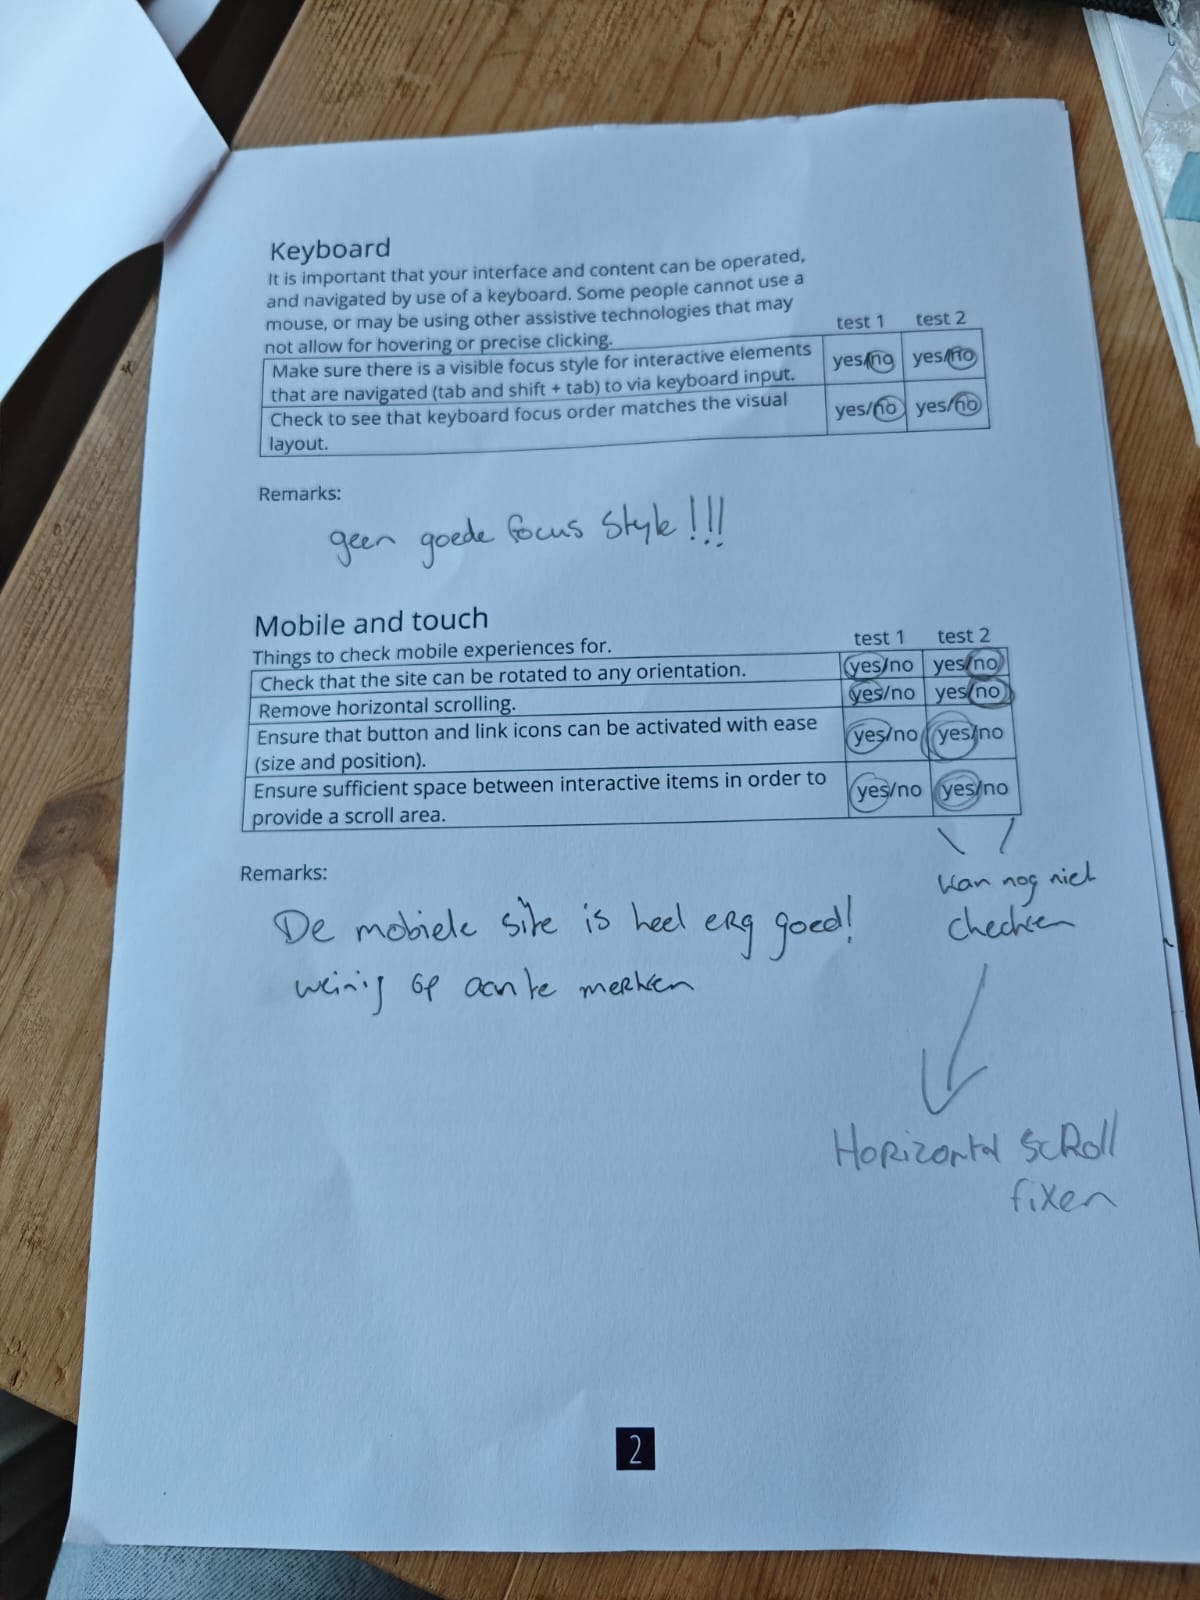 Keyboard
It is important that your interface and content can be operated,
and navigated by use of a keyboard. Some people cannot use a
mouse, or may be using other assistive technologies that may
not allow for hovering or precise clicking.
test 1 test 2
Make sure there is a visible focus style for interactive elements
that are navigated (tab and shift + tab) to via keyboard input.
yes/no yes/no
Check to see that keyboard focus order matches the visual
layout.
yes/no yes/no
Remarks:
geen goede focus style!!!
Mobile and touch
Things to check mobile experiences for.
test 1 test 2
Check that the site can be rotated to any orientation.
yes/no yes/no
Remove horizontal scrolling.
yes/no yes/no
Ensure that button and link icons can be activated with ease
(size and position).
yes/no yes/no
Ensure sufficient space between interactive items in order to
provide a scroll area.
yes/no yes/no
Remarks:
De mobiele site is heel erg goed!
weinig op aan te merken
kan nog niet
checken
Horizontal scRoll
fixen
2